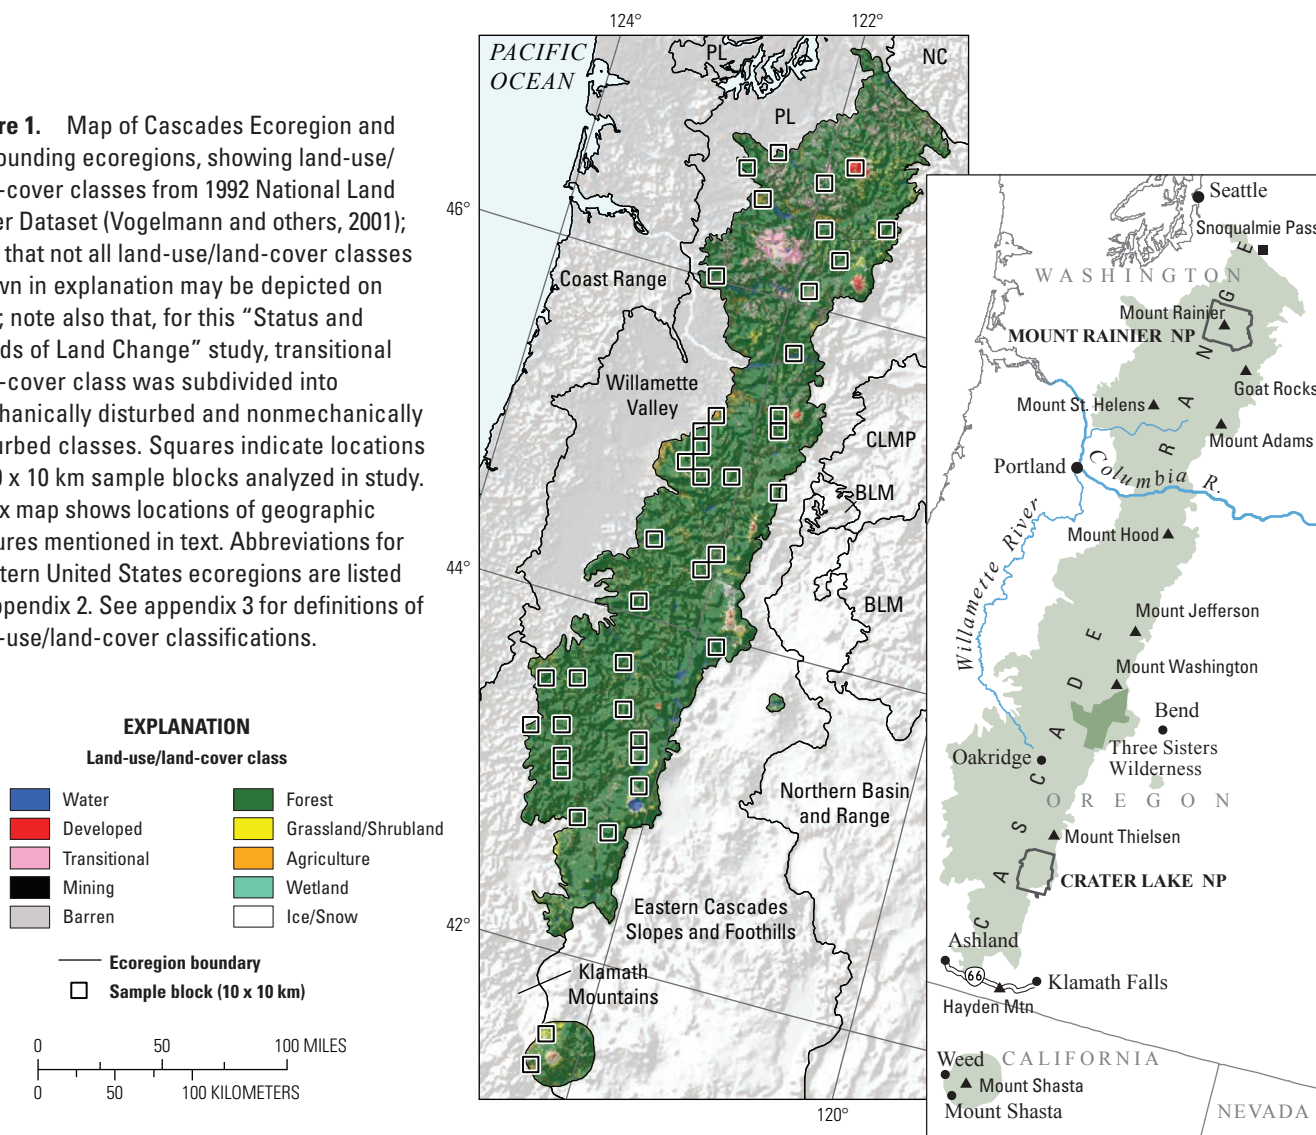 re 1. Map of Cascades Ecoregion and
ounding ecoregions, showing land-use/
-cover classes from 1992 National Land
er Dataset (Vogelmann and others, 2001);
that not all land-use/land-cover classes
wn in explanation may be depicted on
; note also that, for this “Status and
ds of Land Change” study, transitional
-cover class was subdivided into
hanically disturbed and nonmechanically
urbed classes. Squares indicate locations
0 x 10 km sample blocks analyzed in study.
x map shows locations of geographic
ures mentioned in text. Abbreviations for
tern United States ecoregions are listed
ppendix 2. See appendix 3 for definitions of
-use/land-cover classifications.
EXPLANATION
Land-use/land-cover class
Water
Developed
Transitional
Mining
Barren
Forest
Grassland/Shrubland
Agriculture
Wetland
Ice/Snow
Ecoregion boundary
Sample block (10 x 10 km)
0 50 100 MILES
0 50 100 KILOMETERS
124°
122°
46°
44°
42°
120°
PACIFIC
OCEAN
PL
NC
PL
Coast Range
Willamette
Valley
CLMP
BLM
BLM
Northern Basin
and Range
Eastern Cascades
Slopes and Foothills
Klamath
Mountains
Seattle
Snoqualmie Pass
WASHINGTON
Mount Rainier
MOUNT RAINIER NP
Goat Rocks
Mount St. Helens
Mount Adams
Portland
Columbia R.
Willamette River
Mount Hood
Mount Jefferson
Mount Washington
Bend
Three Sisters
Wilderness
Oakridge
OREGON
Mount Thielsen
CRATER LAKE NP
CASCADE RANGE
Ashland
66
Klamath Falls
Hayden Mtn
Weed
CALIFORNIA
Mount Shasta
Mount Shasta
NEVADA